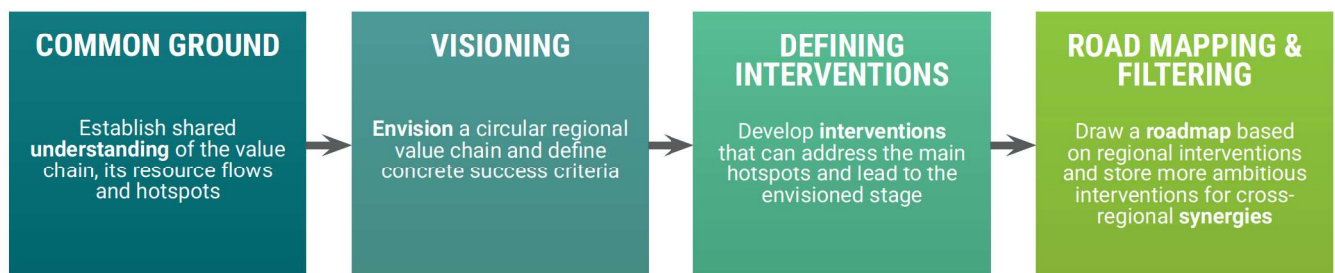 COMMON GROUND
Establish shared
understanding of the value
chain, its resource flows
and hotspots
VISIONING
Envision a circular regional
value chain and define
concrete success criteria
DEFINING
INTERVENTIONS
Develop interventions
that can address the main
hotspots and lead to the
envisioned stage
ROAD MAPPING &
FILTERING
Draw a roadmap based
on regional interventions
and store more ambitious
interventions for cross-
regional synergies